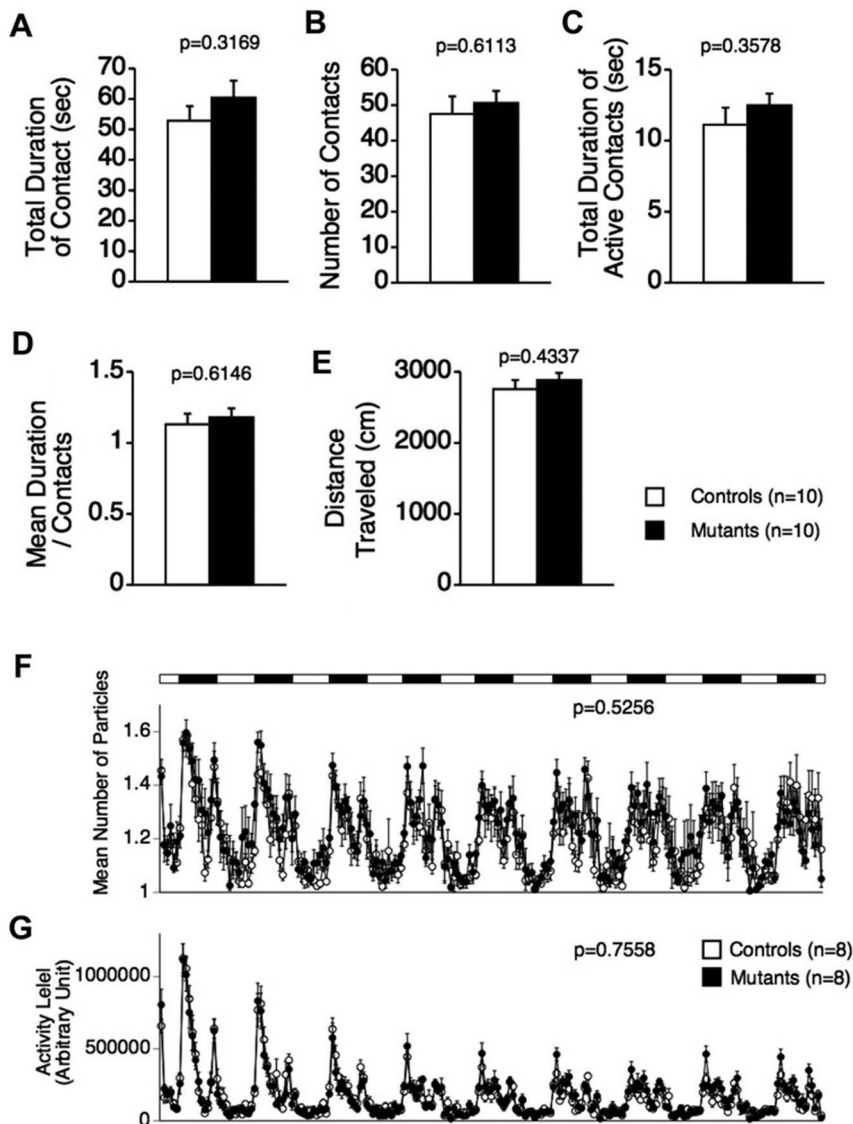 A
p=0.3169
Total Duration
of Contact (sec)
70
60
50
40
30
20
10
0
B
p=0.6113
Number of Contacts
60
50
40
30
20
10
0
C
p=0.3578
Total Duration of
Active Contacts (sec)
15
10
5
0
D
p=0.6146
Mean Duration
/ Contacts
1.5
1
0.5
0
E
p=0.4337
Distance
Traveled (cm)
3000
2000
1000
0
Controls (n=10)
Mutants (n=10)
F
p=0.5256
Mean Number of Particles
1.6
1.4
1.2
1
G
p=0.7558
Activity Lelel
(Arbitrary Unit)
1000000
500000
0
Controls (n=8)
Mutants (n=8)